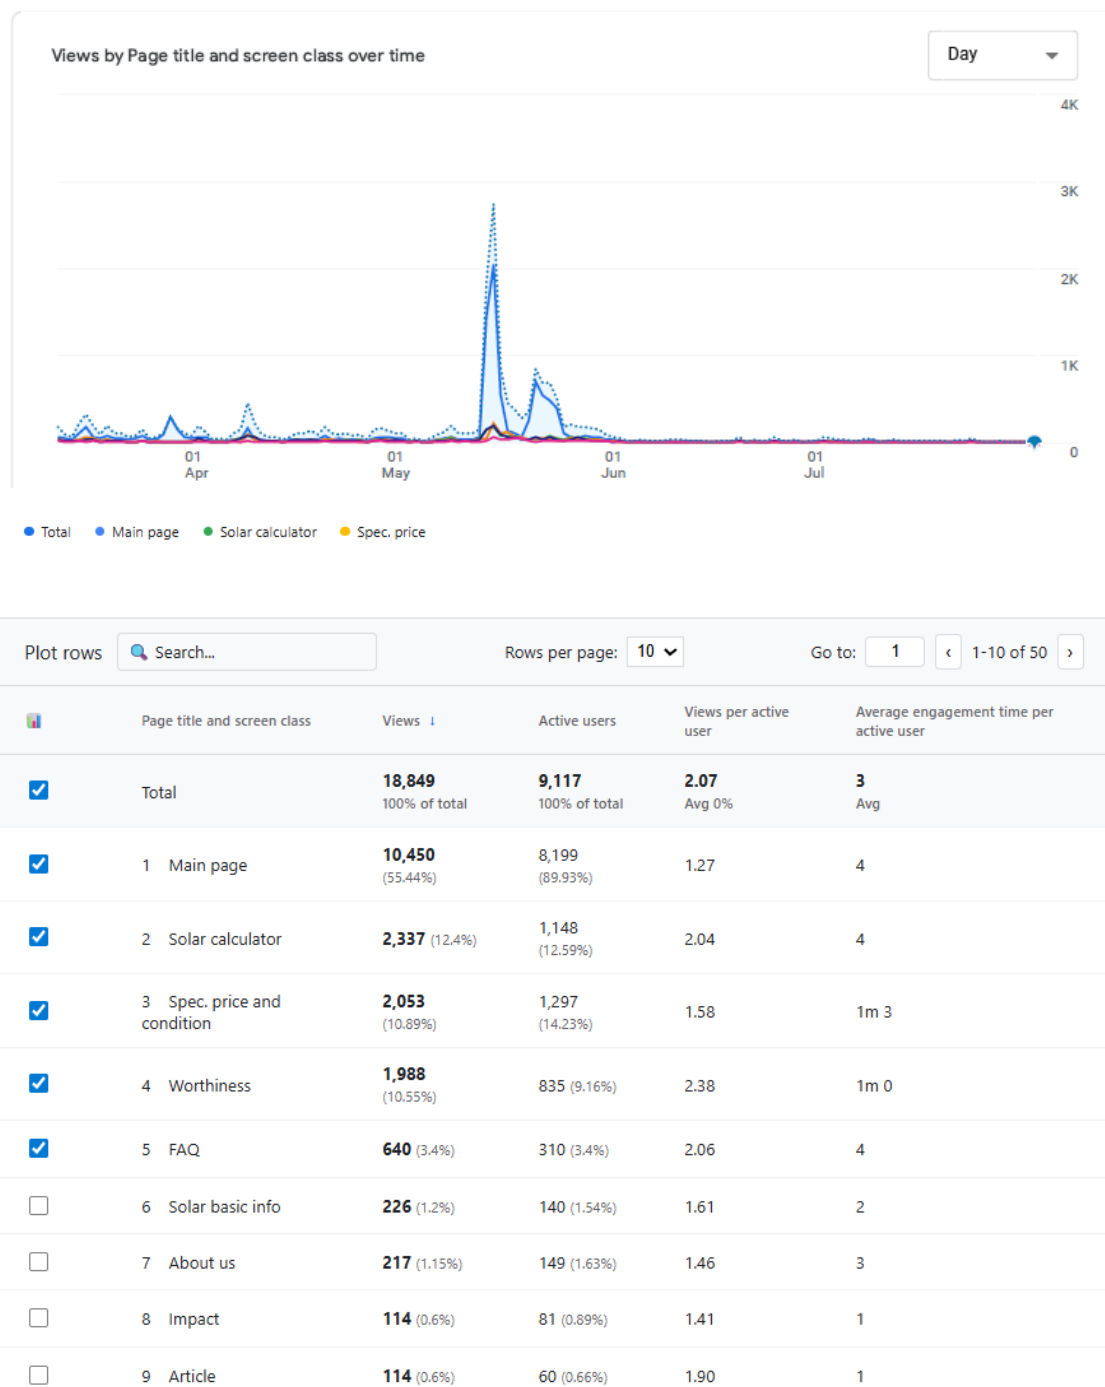 Views by Page title and screen class over time
Day
4K
3K
2K
1K
0
01 01 01 01
Apr May Jun Jul
Total Main page Solar calculator Spec. price
Plot rows Search... Rows per page: 10 Go to: 1 ‹ 1-10 of 50 ›
Page title and screen class Views ↓ Active users Views per active user Average engagement time per active user
Total 18,849 9,117 2.07 3
100% of total 100% of total Avg 0% Avg
1 Main page 10,450 (55.44%) 8,199 (89.93%) 1.27 4
2 Solar calculator 2,337 (12.4%) 1,148 (12.59%) 2.04 4
3 Spec. price and condition 2,053 (10.89%) 1,297 (14.23%) 1.58 1m 3
4 Worthiness 1,988 (10.55%) 835 (9.16%) 2.38 1m 0
5 FAQ 640 (3.4%) 310 (3.4%) 2.06 4
6 Solar basic info 226 (1.2%) 140 (1.54%) 1.61 2
7 About us 217 (1.15%) 149 (1.63%) 1.46 3
8 Impact 114 (0.6%) 81 (0.89%) 1.41 1
9 Article 114 (0.6%) 60 (0.66%) 1.90 1